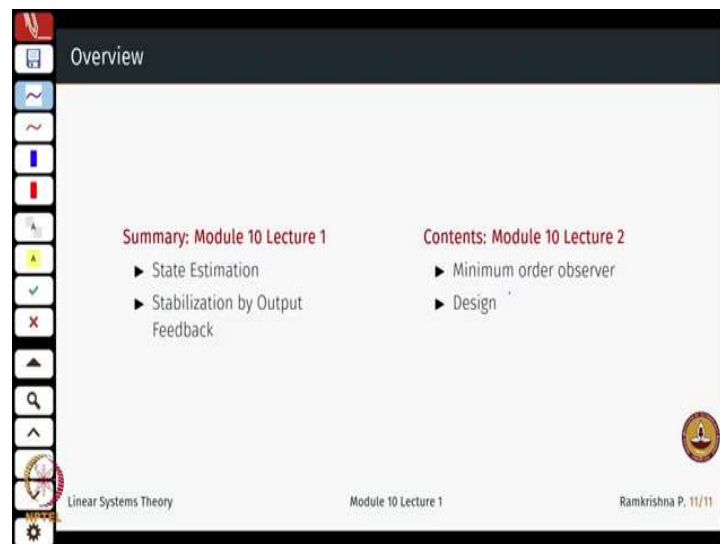 Overview
Summary: Module 10 Lecture 1
▶ State Estimation
▶ Stabilization by Output
Feedback
Contents: Module 10 Lecture 2
▶ Minimum order observer
▶ Design
Linear Systems Theory
Module 10 Lecture 1
Ramkrishna P. 11/11
NPTEL